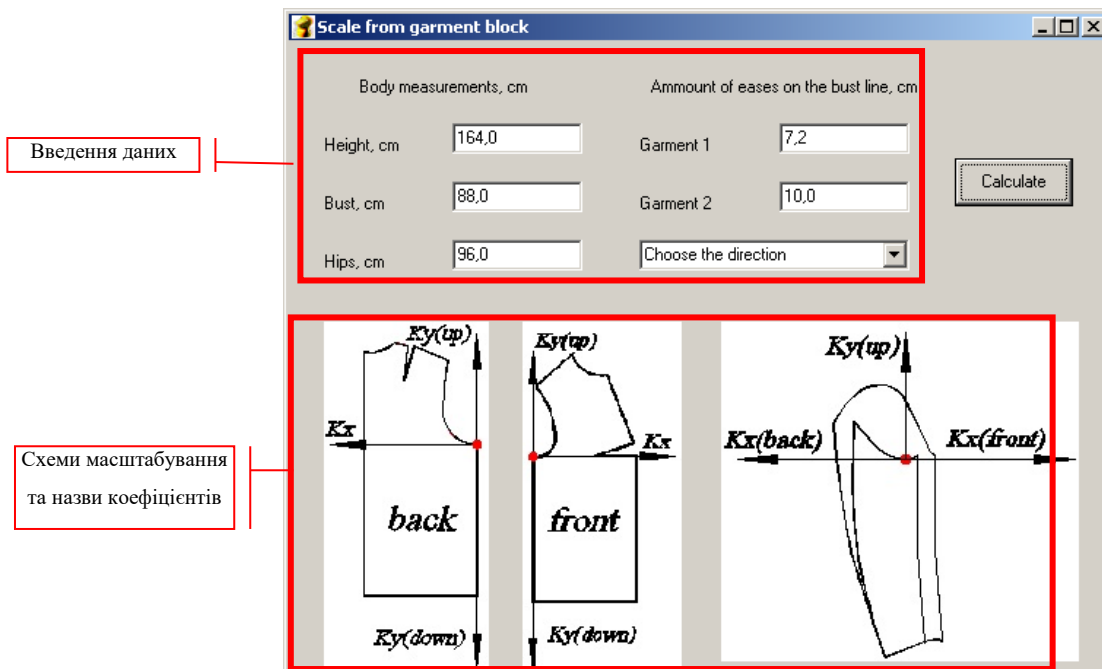 Scale from garment block
Body measurements, cm
Ammount of eases on the bust line, cm
Введення даних
Height, cm
164,0
Garment 1
7,2
Calculate
Bust, cm
88,0
Garment 2
10,0
Hips, cm
96,0
Choose the direction
Схеми масштабування
та назви коефіцієнтів
Ky(up)
Kx
back
Ky(down)
Ky(up)
Kx
front
Ky(down)
Ky(up)
Kx(back)
Kx(front)